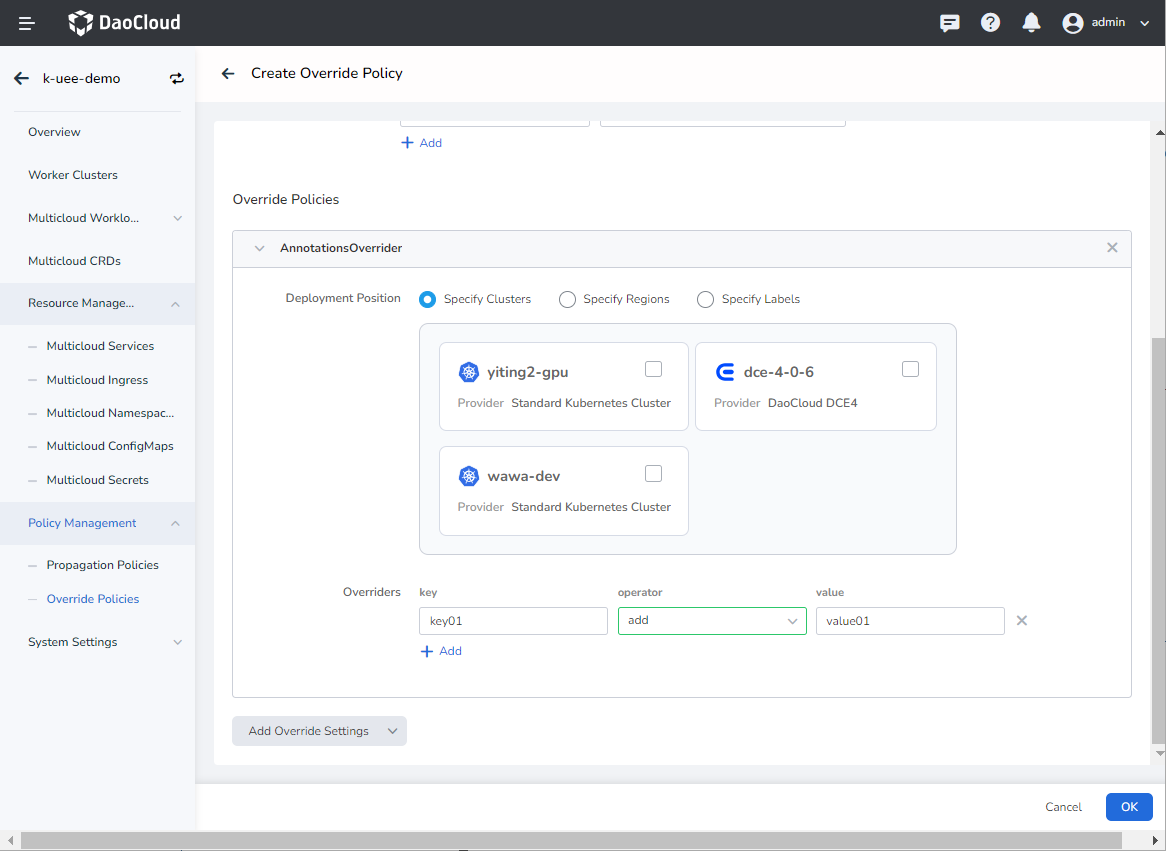 DaoCloud
admin
k-uee-demo
Create Override Policy
Overview
Worker Clusters
Multicloud Worklo...
Multicloud CRDs
Resource Manage...
Multicloud Services
Multicloud Ingress
Multicloud Namespac...
Multicloud ConfigMaps
Multicloud Secrets
Policy Management
Propagation Policies
Override Policies
System Settings
Add
Override Policies
AnnotationsOverrider
Deployment Position
Specify Clusters
Specify Regions
Specify Labels
yiting2-gpu
Provider Standard Kubernetes Cluster
dce-4-0-6
Provider DaoCloud DCE4
wawa-dev
Provider Standard Kubernetes Cluster
Overriders
key
operator
value
key01
add
value01
Add
Add Override Settings
Cancel
OK